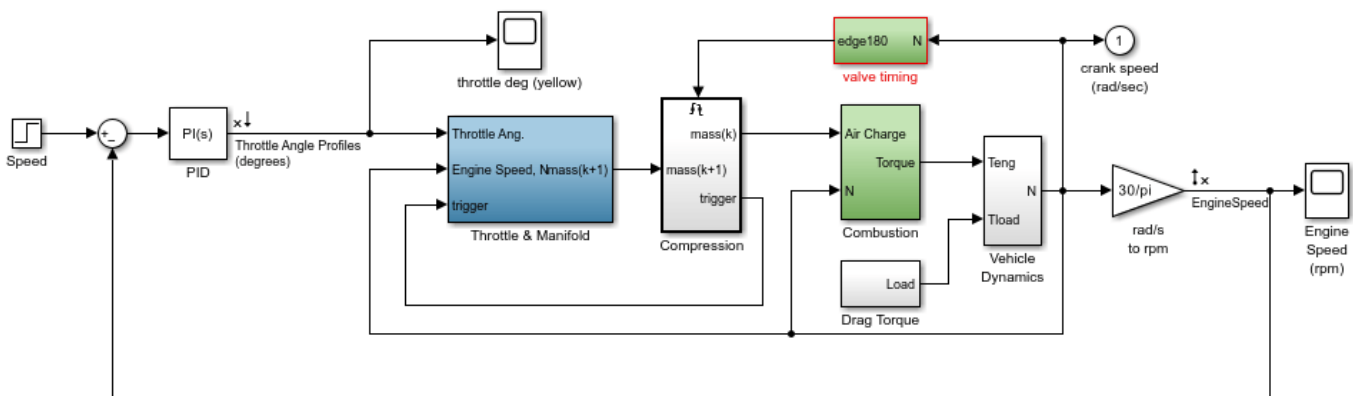 Speed
+
−
PI(s)
PID
Throttle Angle Profiles
(degrees)
throttle deg (yellow)
Throttle Ang.
Engine Speed, N
mass(k+1)
trigger
Throttle & Manifold
mass(k)
mass(k+1)
trigger
Compression
edge180
N
valve timing
Air Charge
Torque
N
Combustion
Load
Drag Torque
Teng
N
Tload
Vehicle
Dynamics
1
crank speed
(rad/sec)
30/pi
rad/s
to rpm
EngineSpeed
Engine
Speed
(rpm)